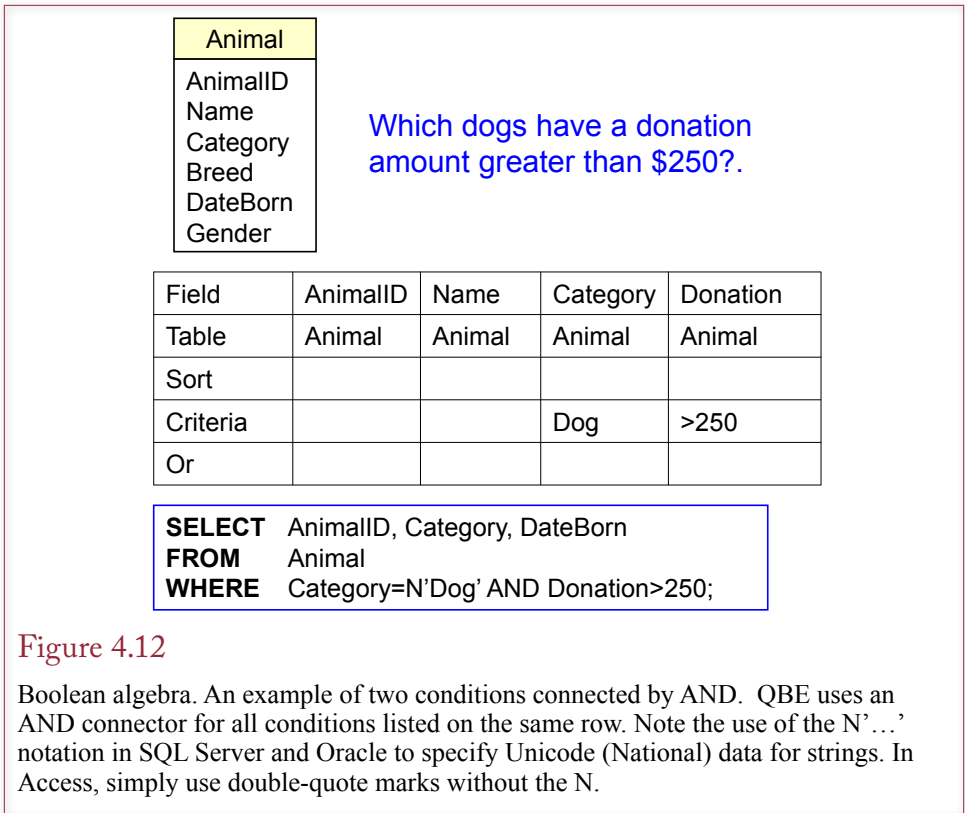 Animal
AnimalID
Name
Category
Breed
DateBorn
Gender
Which dogs have a donation
amount greater than $250?.
Field AnimalID Name Category Donation
Table Animal Animal Animal Animal
Sort
Criteria Dog >250
Or
SELECT AnimalID, Category, DateBorn
FROM Animal
WHERE Category=N’Dog’ AND Donation>250;
Figure 4.12
Boolean algebra. An example of two conditions connected by AND. QBE uses an
AND connector for all conditions listed on the same row. Note the use of the N’…’
notation in SQL Server and Oracle to specify Unicode (National) data for strings. In
Access, simply use double-quote marks without the N.